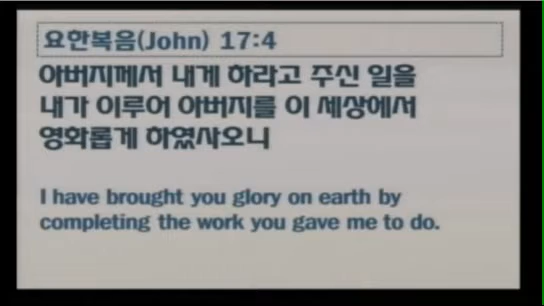 요한복음(John) 17:4
아버지께서 내게 하라고 주신 일을
내가 이루어 아버지를 이 세상에서
영화롭게 하였사오니
I have brought you glory on earth by
completing the work you gave me to do.